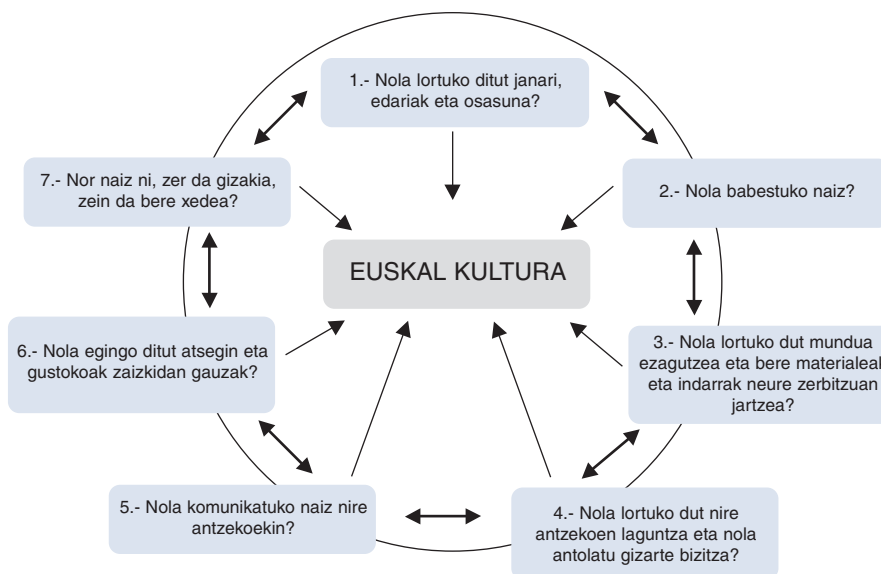 1.- Nola lortuko ditut janari,
edariak eta osasuna?
7.- Nor naiz ni, zer da gizakia,
zein da bere xedea?
2.- Nola babestuko naiz?
EUSKAL KULTURA
6.- Nola egingo ditut atsegin eta
gustokoak zaizkidan gauzak?
3.- Nola lortuko dut mundua
ezagutzea eta bere materialeak
eta indarrak neure zerbitzuan
jartzea?
5.- Nola komunikatuko naiz nire
antzekoekin?
4.- Nola lortuko dut nire
antzekoen laguntza eta nola
antolatu gizarte bizitza?